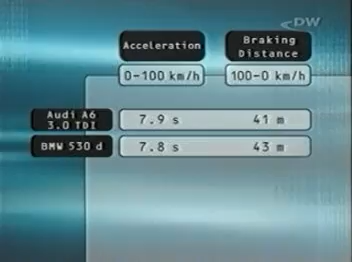 DW
Acceleration
Braking
Distance
0-100 km/h
100-0 km/h
Audi A6
3.0 TDI
7.9 s
41 m
BMW 530 d
7.8 s
43 m